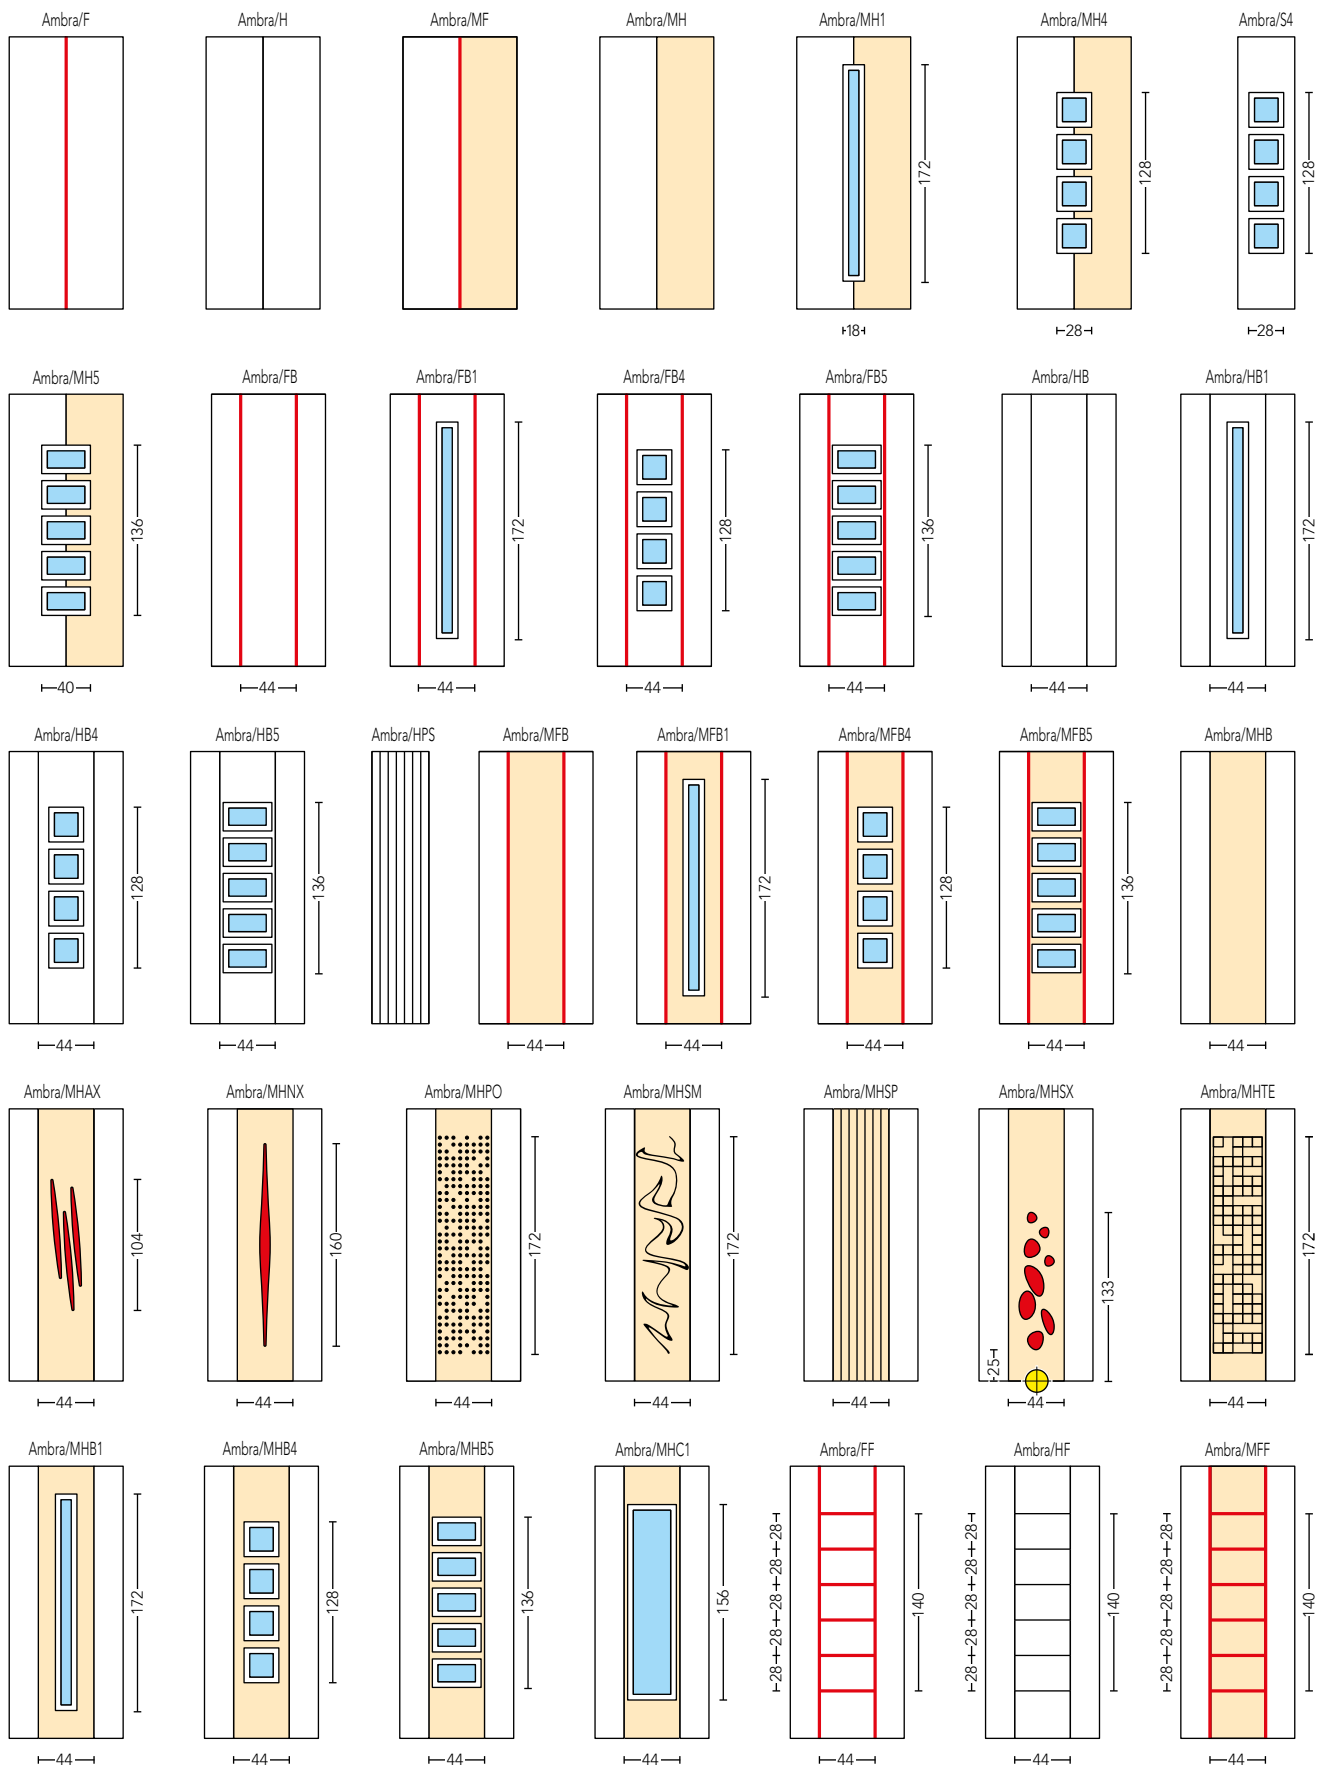 Ambra/F Ambra/H Ambra/MF Ambra/MH Ambra/MH1 Ambra/MH4 Ambra/S4
172 128 128
18 28 28
Ambra/MH5 Ambra/FB Ambra/FB1 Ambra/FB4 Ambra/FB5 Ambra/HB Ambra/HB1
136 172 128 136 172
40 44 44 44 44 44 44
Ambra/HB4 Ambra/HB5 Ambra/HPS Ambra/MFB Ambra/MFB1 Ambra/MFB4 Ambra/MFB5 Ambra/MHB
128 136 172 128 136
44 44 44 44 44 44 44
Ambra/MHAX Ambra/MHNX Ambra/MHPO Ambra/MHSM Ambra/MHSP Ambra/MHSX Ambra/MHTE
104 160 172 172 25 133 172
44 44 44 44 44 44 44
Ambra/MHB1 Ambra/MHB4 Ambra/MHB5 Ambra/MHC1 Ambra/FF Ambra/HF Ambra/MFF
172 128 136 156 28 28 28 28 28 140 28 28 28 28 28 140 28 28 28 28 28 140
44 44 44 44 44 44 44